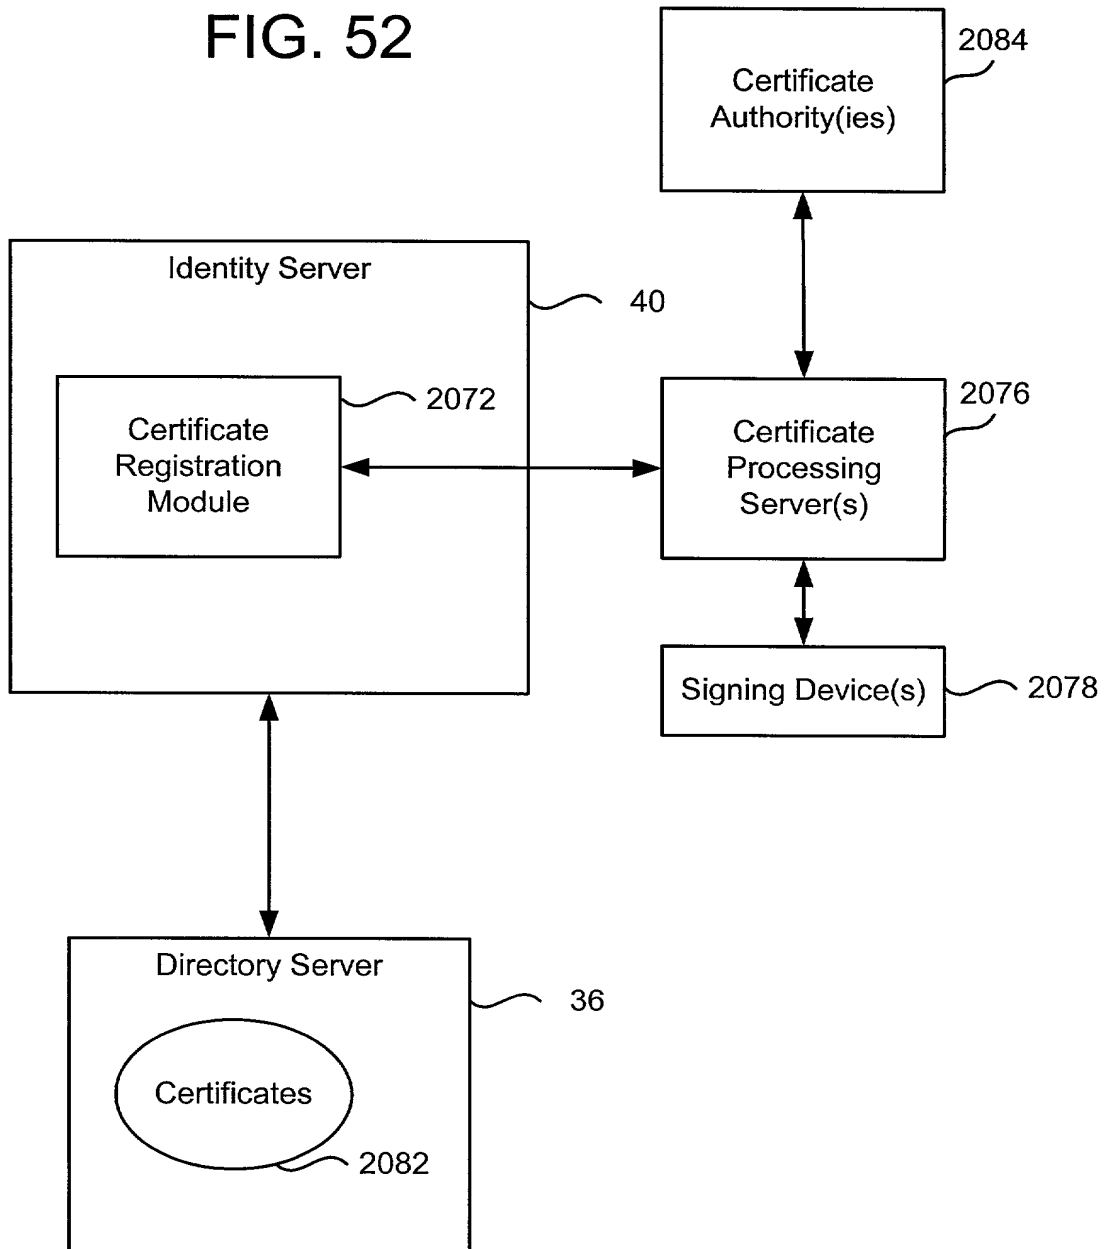 FIG. 52
2084
Certificate
Authority(ies)
Identity Server
40
2072
Certificate
Registration
Module
2076
Certificate
Processing
Server(s)
Signing Device(s)
2078
Directory Server
36
Certificates
2082